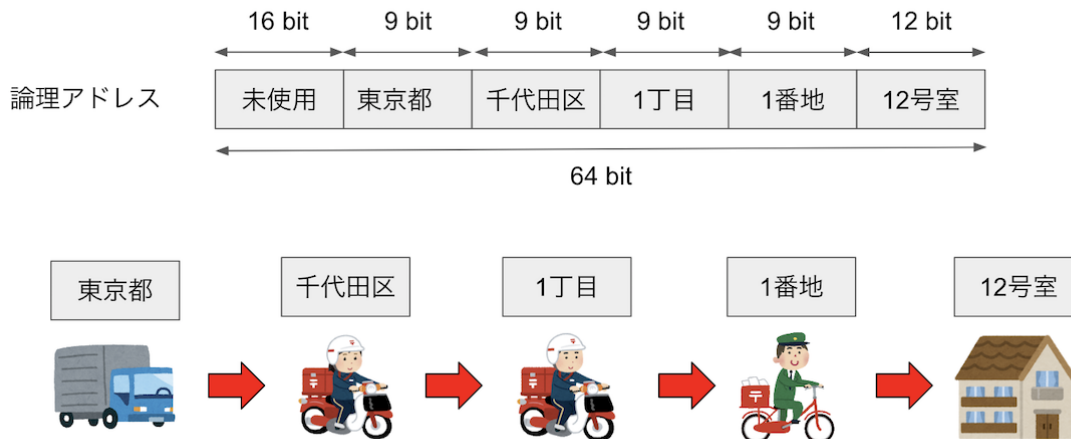 16 bit 9 bit 9 bit 9 bit 9 bit 12 bit
論理アドレス 未使用 東京都 千代田区 1丁目 1番地 12号室
64 bit
東京都 千代田区 1丁目 1番地 12号室